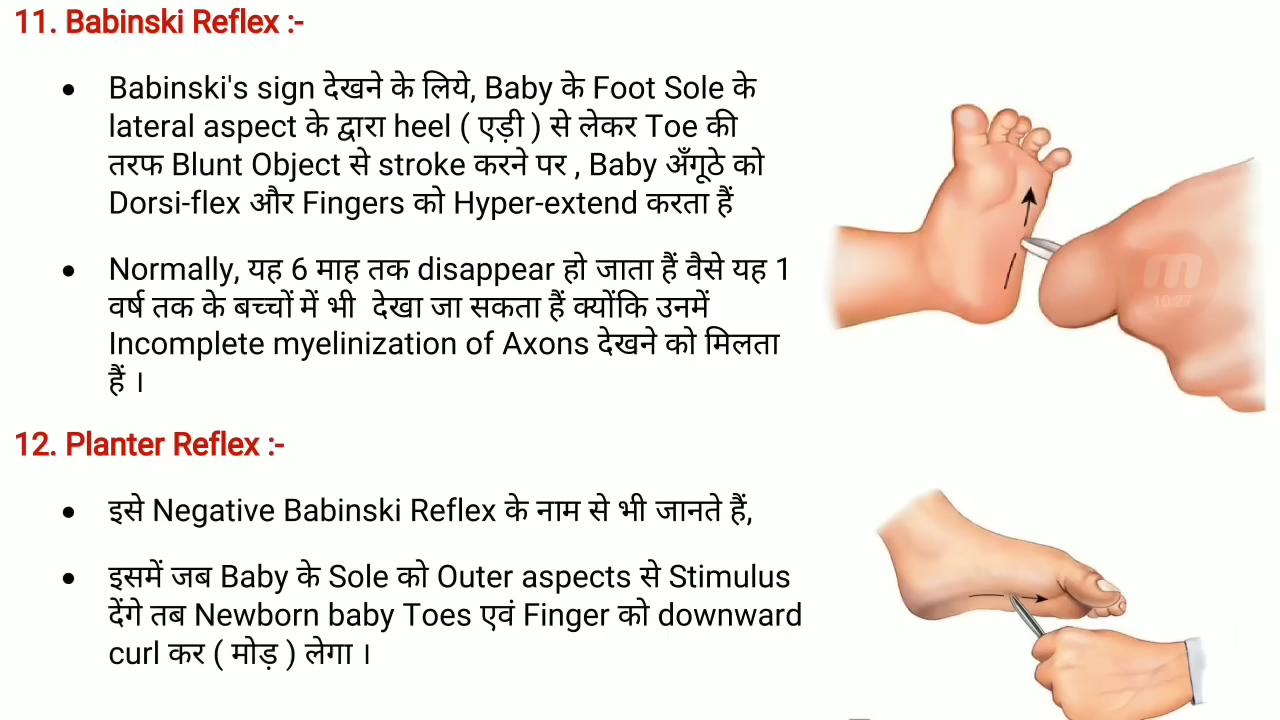 11. Babinski Reflex :-
● Babinski's sign देखने के लिये, Baby के Foot Sole के
lateral aspect के द्वारा heel ( एड़ी ) से लेकर Toe की
तरफ Blunt Object से stroke करने पर , Baby अँगूठे को
Dorsi-flex और Fingers को Hyper-extend करता हैं
● Normally, यह 6 माह तक disappear हो जाता हैं वैसे यह 1
वर्ष तक के बच्चों में भी देखा जा सकता हैं क्योंकि उनमें
Incomplete myelinization of Axons देखने को मिलता
हैं ।
10:27
12. Planter Reflex :-
● इसे Negative Babinski Reflex के नाम से भी जानते हैं,
● इसमें जब Baby के Sole को Outer aspects से Stimulus
देंगे तब Newborn baby Toes एवं Finger को downward
curl कर ( मोड़ ) लेगा ।